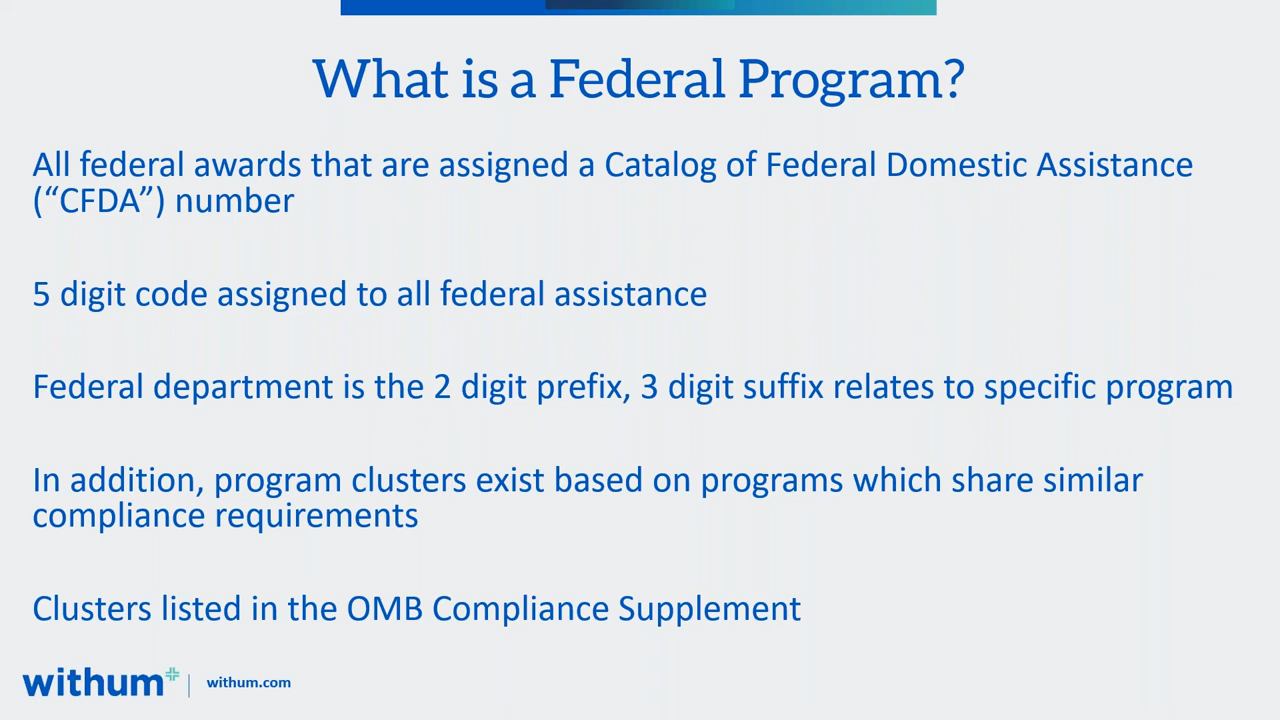 What is a Federal Program?
All federal awards that are assigned a Catalog of Federal Domestic Assistance
(“CFDA”) number
5 digit code assigned to all federal assistance
Federal department is the 2 digit prefix, 3 digit suffix relates to specific program
In addition, program clusters exist based on programs which share similar
compliance requirements
Clusters listed in the OMB Compliance Supplement
withum
withum.com